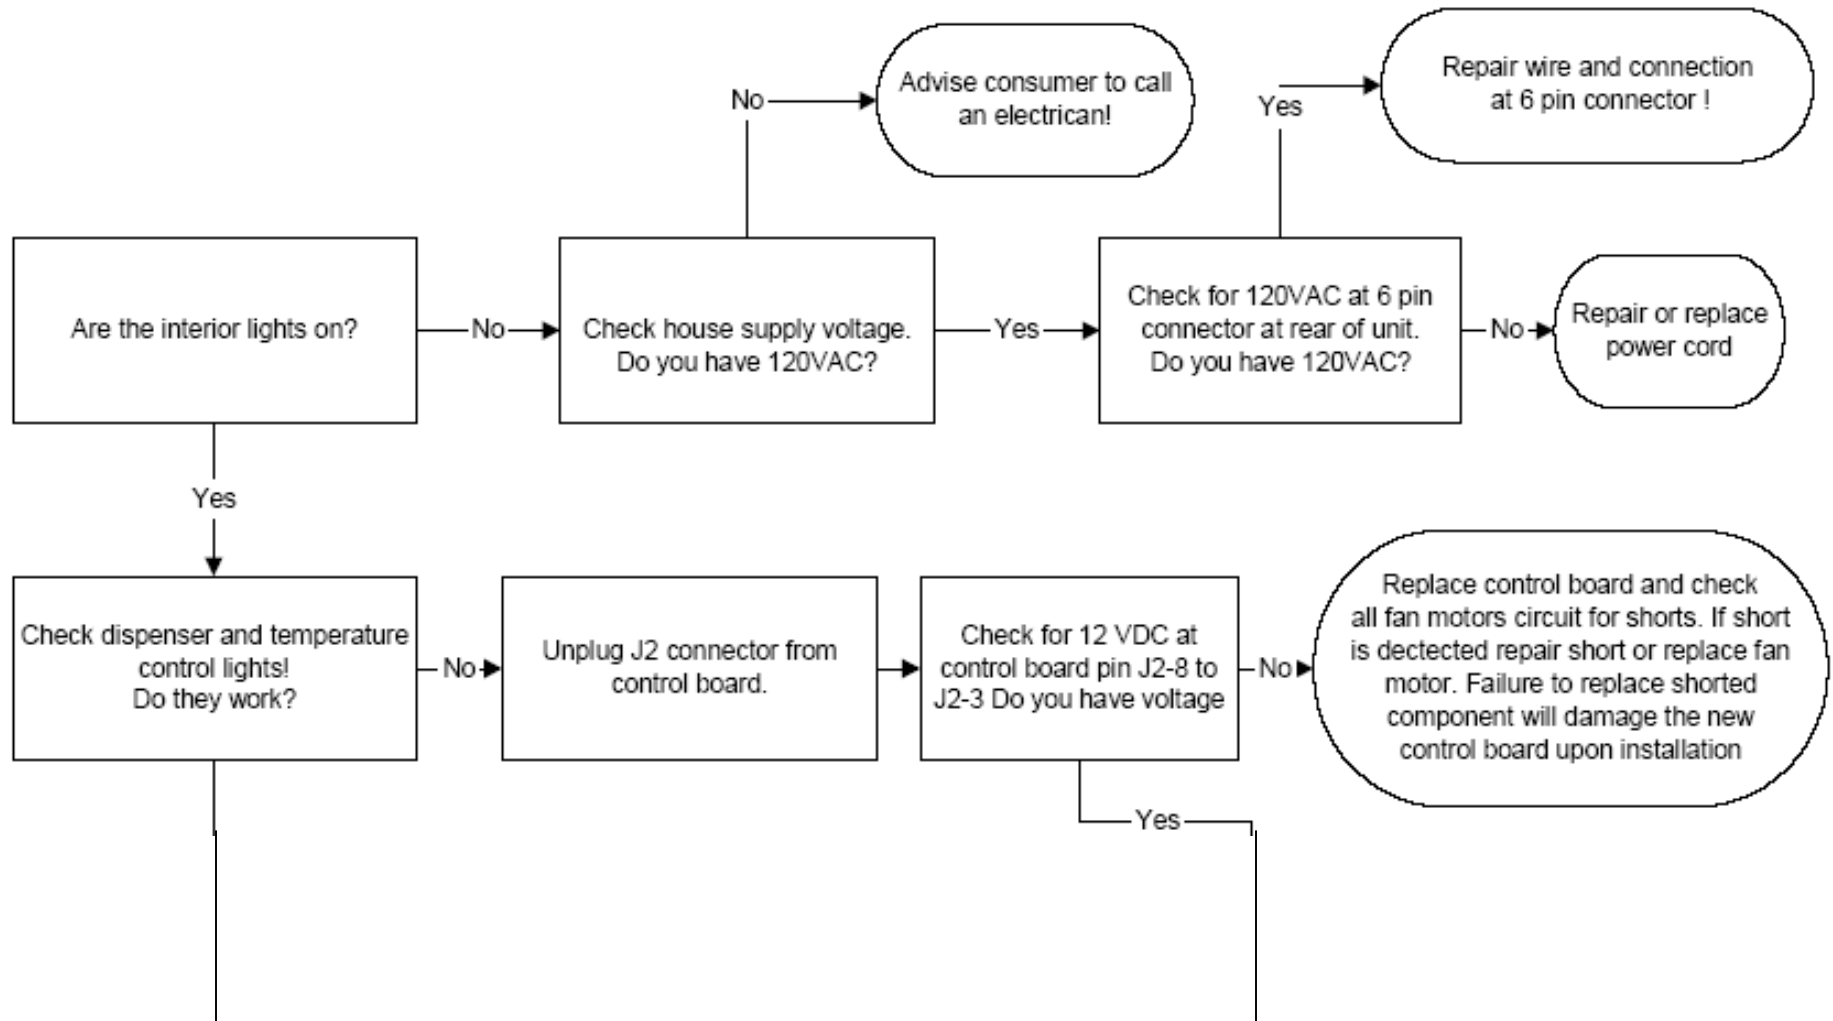 No
Advise consumer to call
an electrican!
Yes
Repair wire and connection
at 6 pin connector !
Are the interior lights on?
No
Check house supply voltage.
Do you have 120VAC?
Yes
Check for 120VAC at 6 pin
connector at rear of unit.
Do you have 120VAC?
No
Repair or replace
power cord
Yes
Check dispenser and temperature
control lights!
Do they work?
No
Unplug J2 connector from
control board.
Check for 12 VDC at
control board pin J2-8 to
J2-3 Do you have voltage
No
Replace control board and check
all fan motors circuit for shorts. If short
is dectected repair short or replace fan
motor. Failure to replace shorted
component will damage the new
control board upon installation
Yes